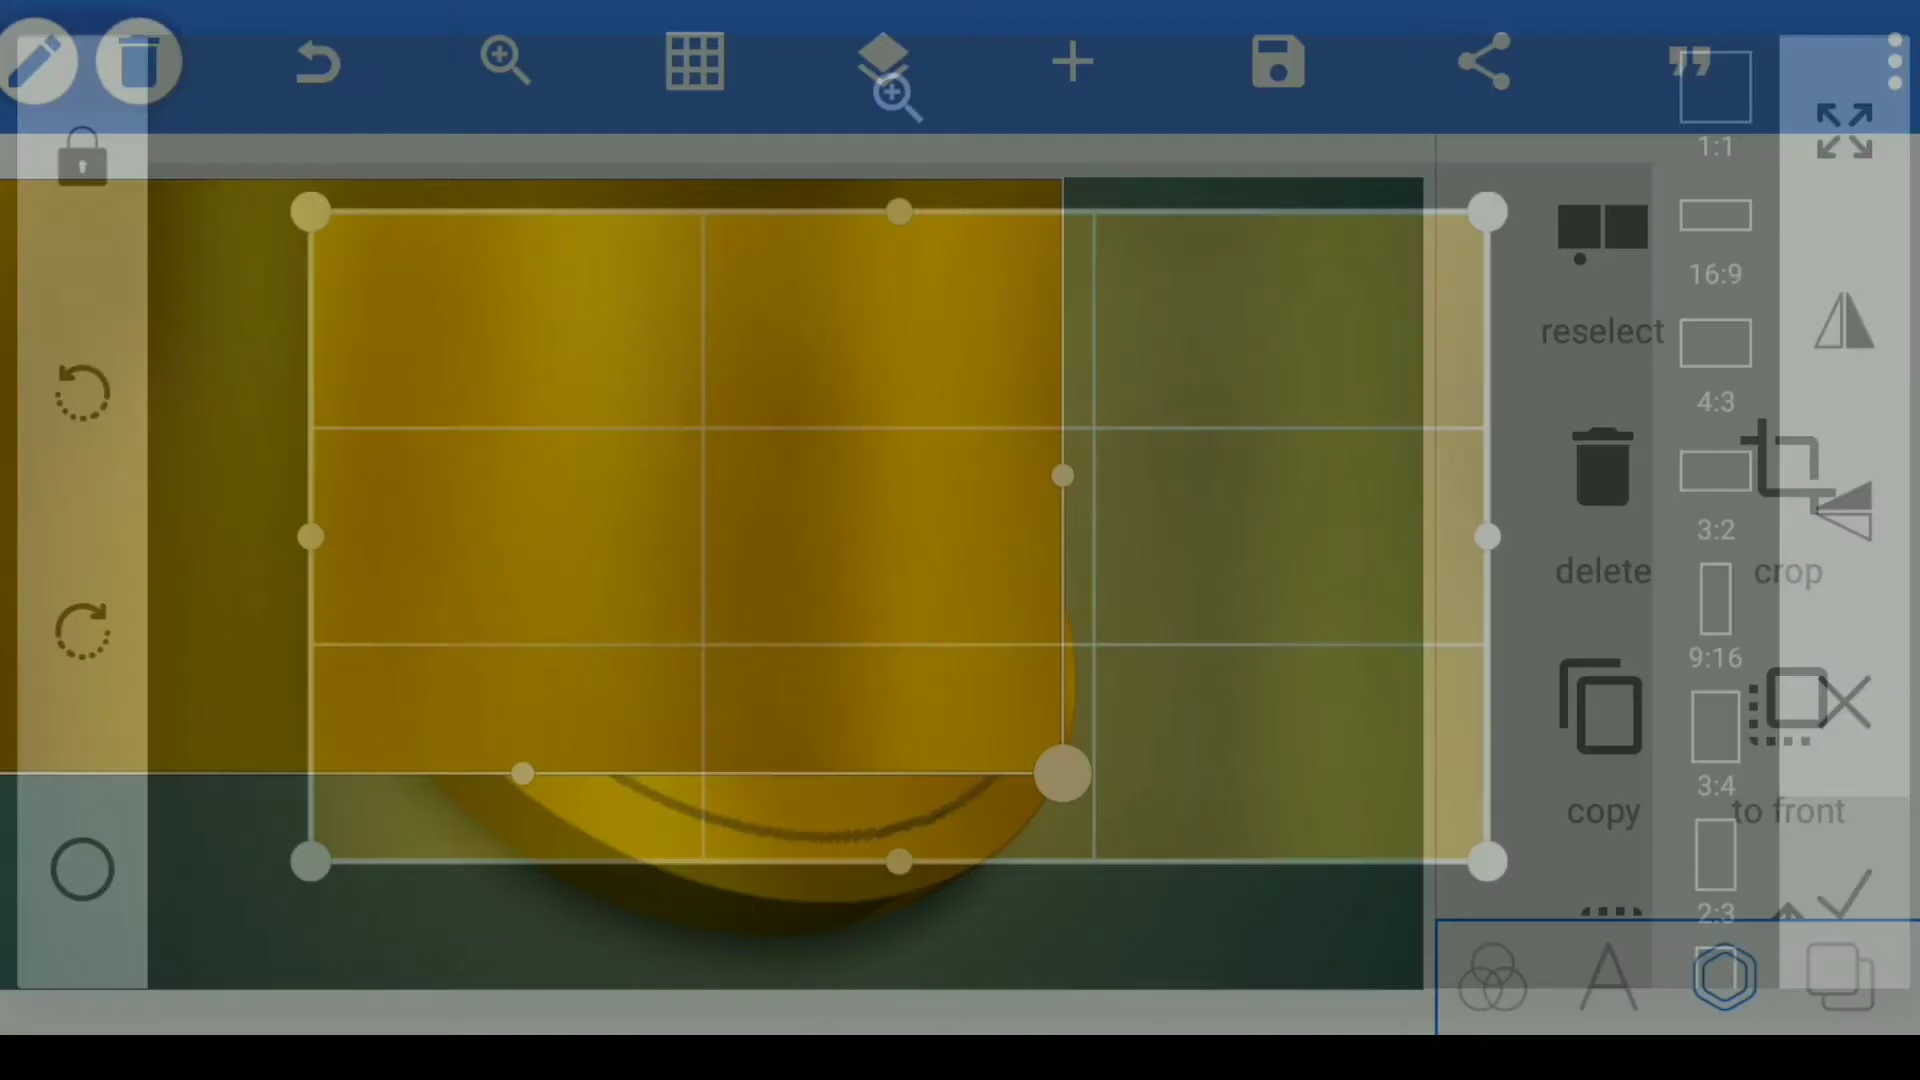 1:1
16:9
reselect
4:3
3:2
delete
crop
9:16
3:4
copy
to front
2:3
A